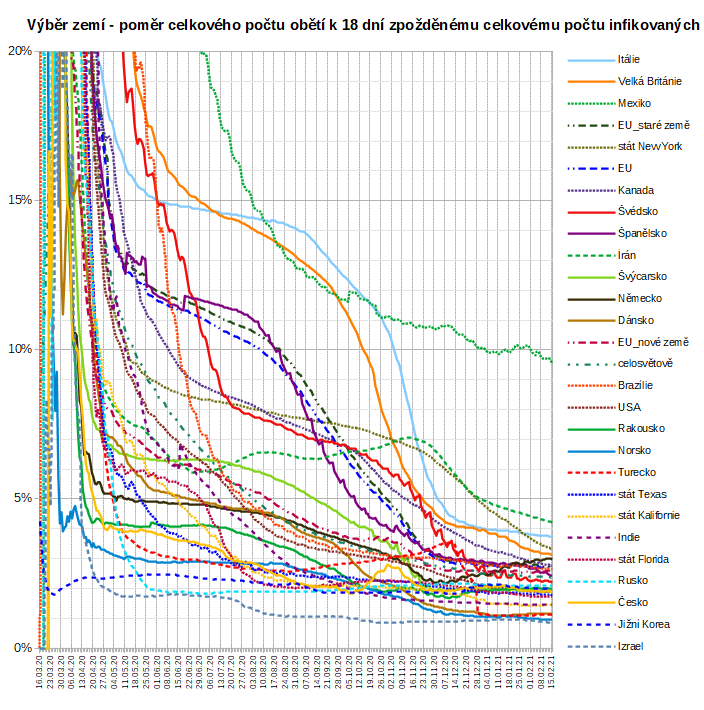 Výběr zemí - poměr celkového počtu obětí k 18 dní zpožděnému celkovému počtu infikovaných
20%
15%
10%
5%
0%
16.03.20
23.03.20
30.03.20
06.04.20
13.04.20
20.04.20
27.04.20
04.05.20
11.05.20
18.05.20
25.05.20
01.06.20
08.06.20
15.06.20
22.06.20
29.06.20
06.07.20
13.07.20
20.07.20
27.07.20
03.08.20
10.08.20
17.08.20
24.08.20
31.08.20
07.09.20
14.09.20
21.09.20
28.09.20
05.10.20
12.10.20
19.10.20
26.10.20
02.11.20
09.11.20
16.11.20
23.11.20
30.11.20
07.12.20
14.12.20
21.12.20
28.12.20
04.01.21
11.01.21
18.01.21
25.01.21
01.02.21
08.02.21
15.02.21
Itálie
Velká Británie
Mexiko
EU_staré země
stát NewYork
EU
Kanada
Švédsko
Španělsko
Irán
Švýcarsko
Německo
Dánsko
EU_nové země
celosvětově
Brazílie
USA
Rakousko
Norsko
Turecko
stát Texas
stát Kalifornie
Indie
stát Florida
Rusko
Česko
Jižní Korea
Izrael